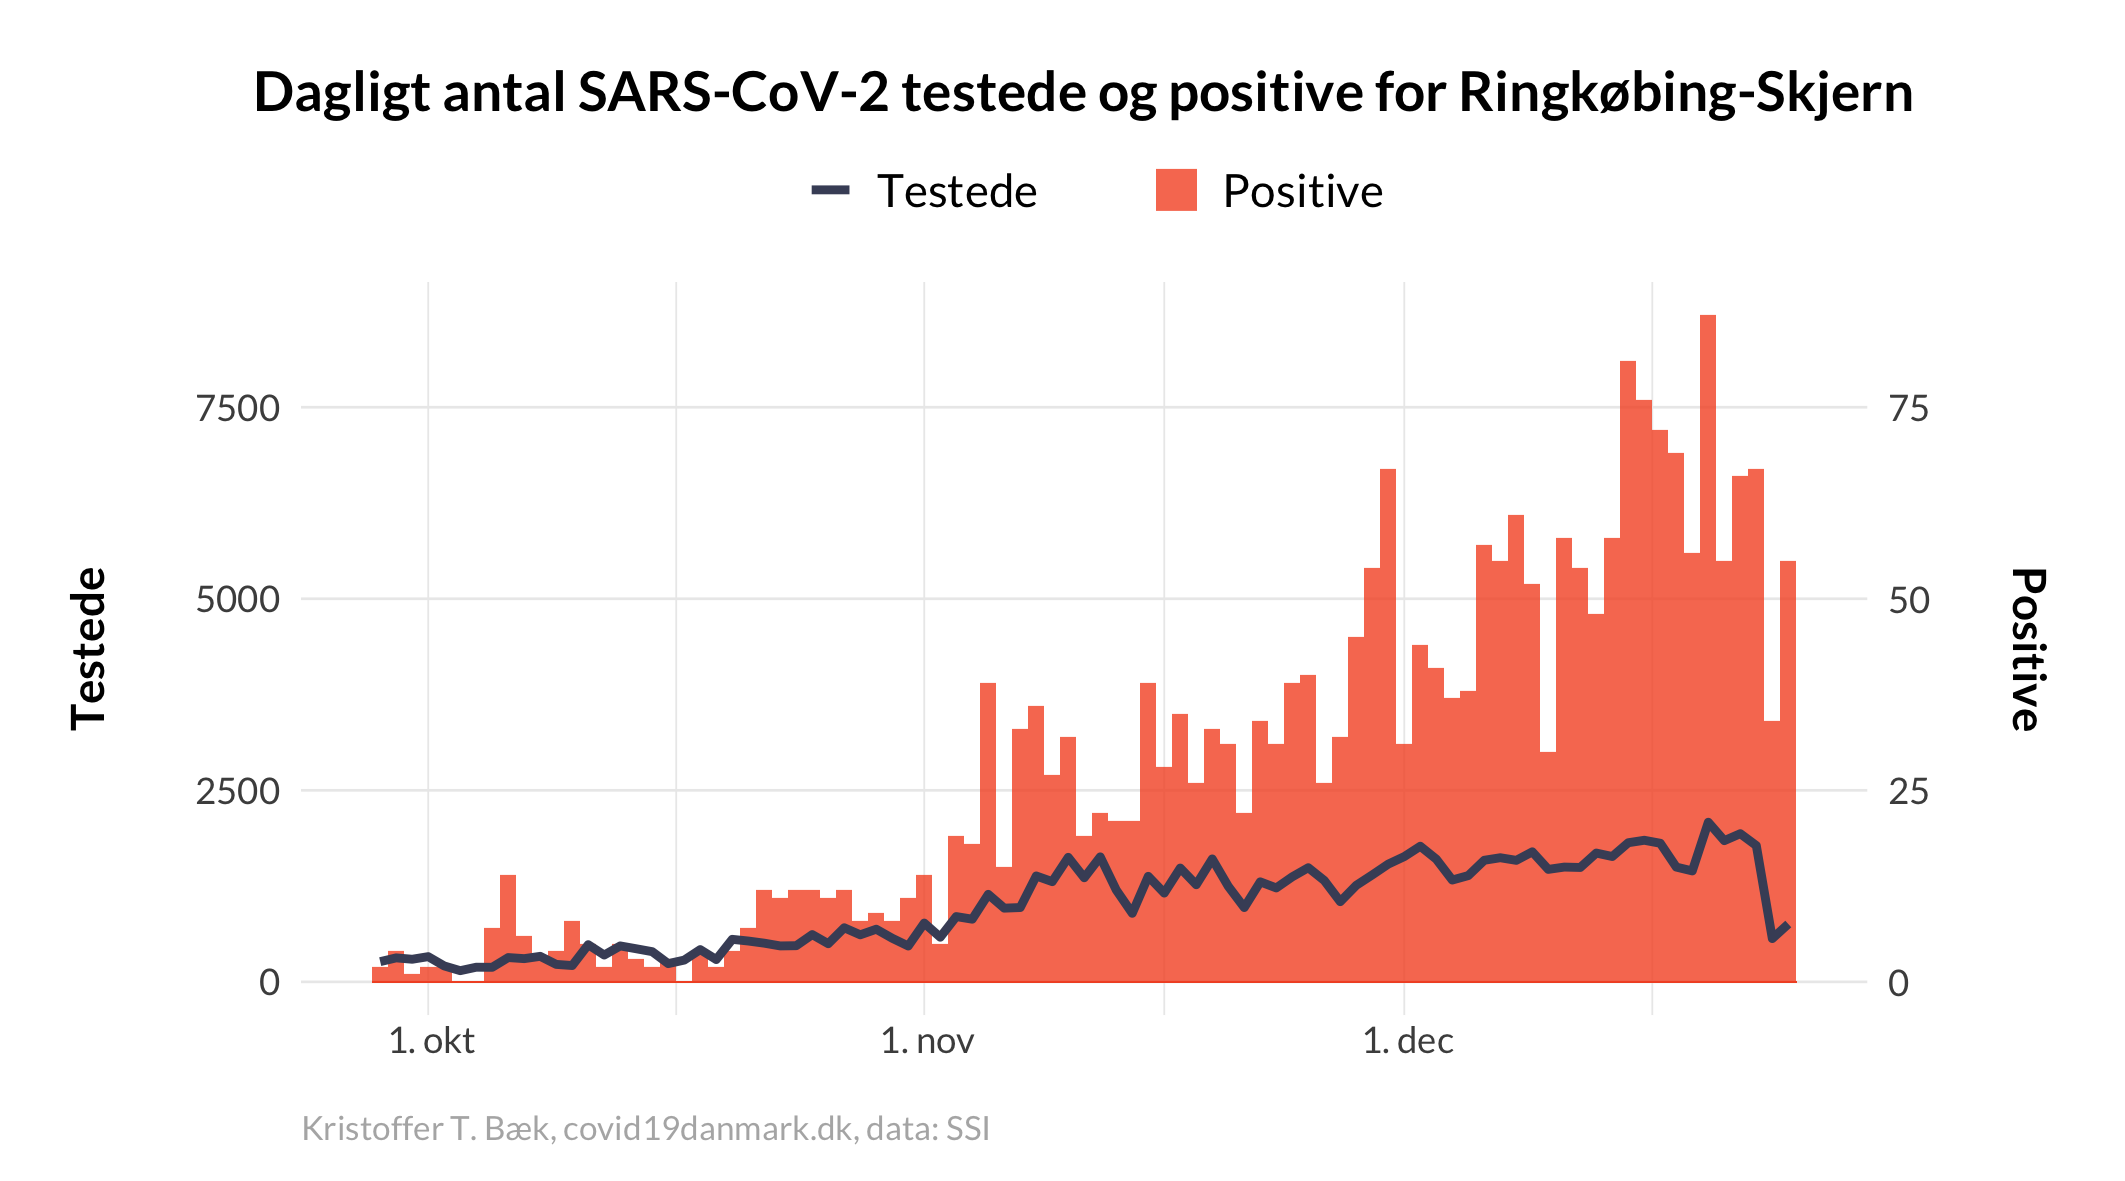 Dagligt antal SARS-CoV-2 testede og positive for Ringkøbing-Skjern
Testede
Positive
7500
5000
2500
0
Testede
75
50
25
0
Positive
1. okt
1. nov
1. dec
Kristoffer T. Bæk, covid19danmark.dk, data: SSI